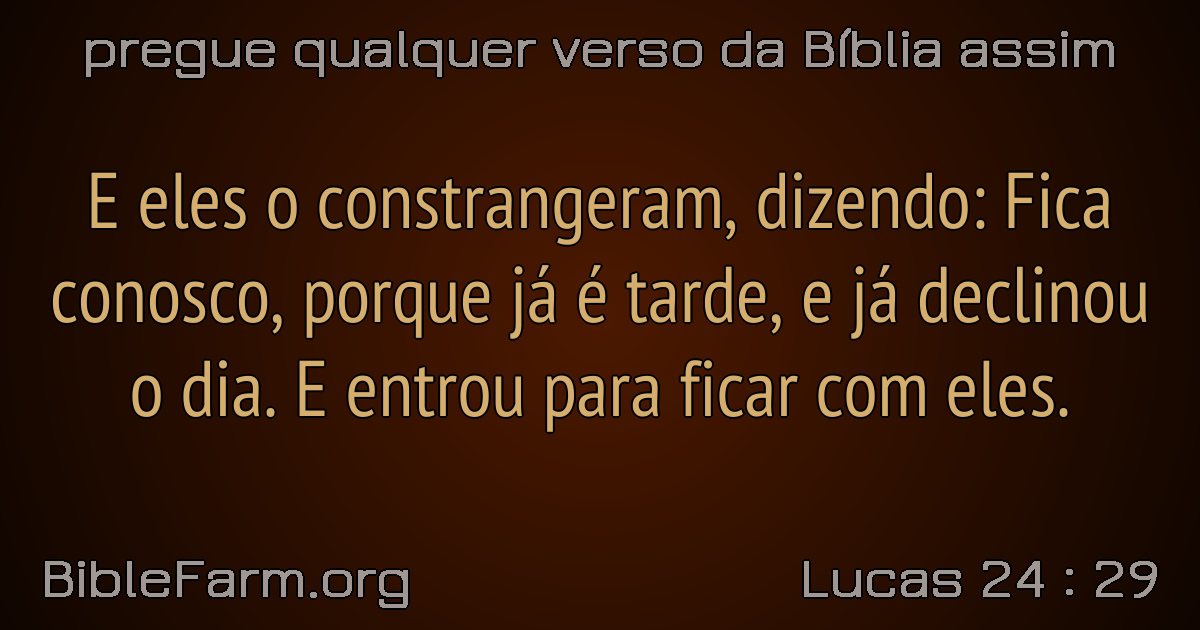 pregue qualquer verso da Bíblia assim
E eles o constrangeram, dizendo: Fica
conosco, porque já é tarde, e já declinou
o dia. E entrou para ficar com eles.
BibleFarm.org
Lucas 24 : 29